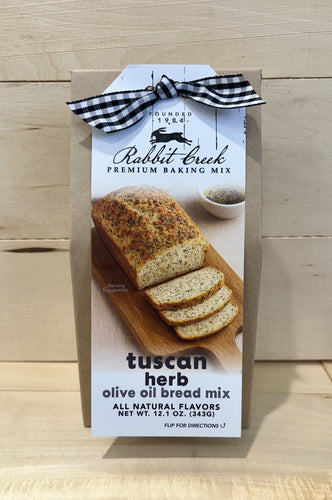 FOUNDED
- 1984 -
Rabbit Creek
PREMIUM BAKING MIX
Serving
Suggestion
tuscan
herb
olive oil bread mix
ALL NATURAL FLAVORS
NET WT. 12.1 OZ. (343G)
FLIP FOR DIRECTIONS